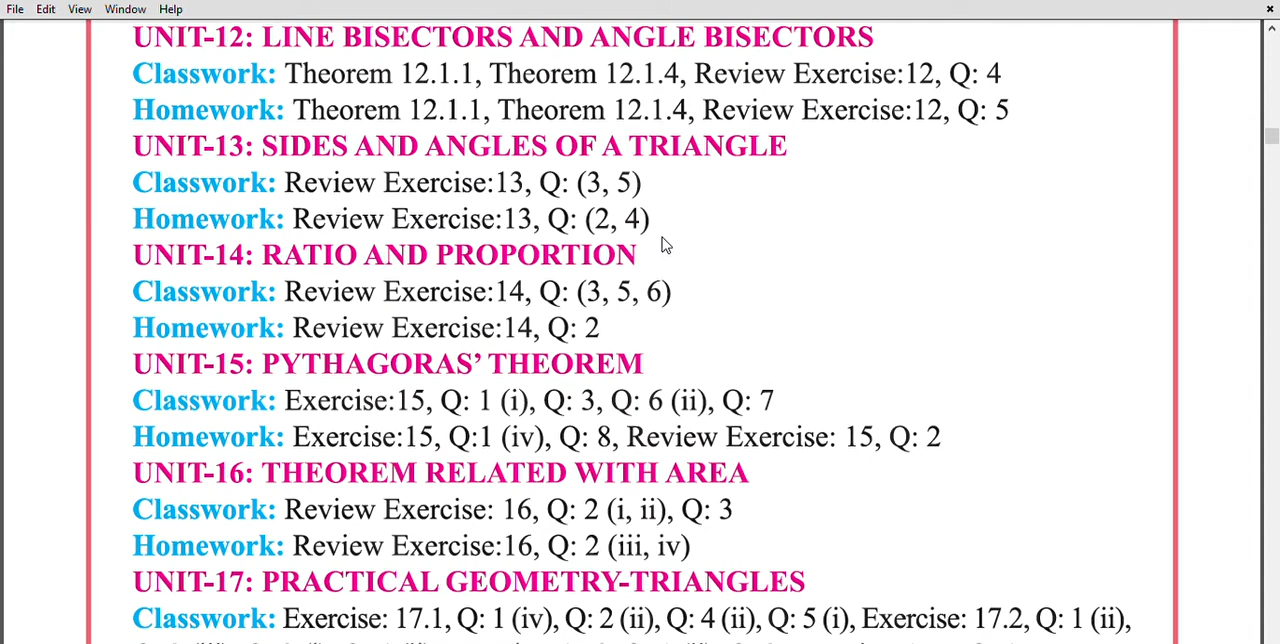 File Edit View Window Help
UNIT-12: LINE BISECTORS AND ANGLE BISECTORS
Classwork: Theorem 12.1.1, Theorem 12.1.4, Review Exercise:12, Q: 4
Homework: Theorem 12.1.1, Theorem 12.1.4, Review Exercise:12, Q: 5
UNIT-13: SIDES AND ANGLES OF A TRIANGLE
Classwork: Review Exercise:13, Q: (3, 5)
Homework: Review Exercise:13, Q: (2, 4)
UNIT-14: RATIO AND PROPORTION
Classwork: Review Exercise:14, Q: (3, 5, 6)
Homework: Review Exercise:14, Q: 2
UNIT-15: PYTHAGORAS’ THEOREM
Classwork: Exercise:15, Q: 1 (i), Q: 3, Q: 6 (ii), Q: 7
Homework: Exercise:15, Q:1 (iv), Q: 8, Review Exercise: 15, Q: 2
UNIT-16: THEOREM RELATED WITH AREA
Classwork: Review Exercise: 16, Q: 2 (i, ii), Q: 3
Homework: Review Exercise:16, Q: 2 (iii, iv)
UNIT-17: PRACTICAL GEOMETRY-TRIANGLES
Classwork: Exercise: 17.1, Q: 1 (iv), Q: 2 (ii), Q: 4 (ii), Q: 5 (i), Exercise: 17.2, Q: 1 (ii),